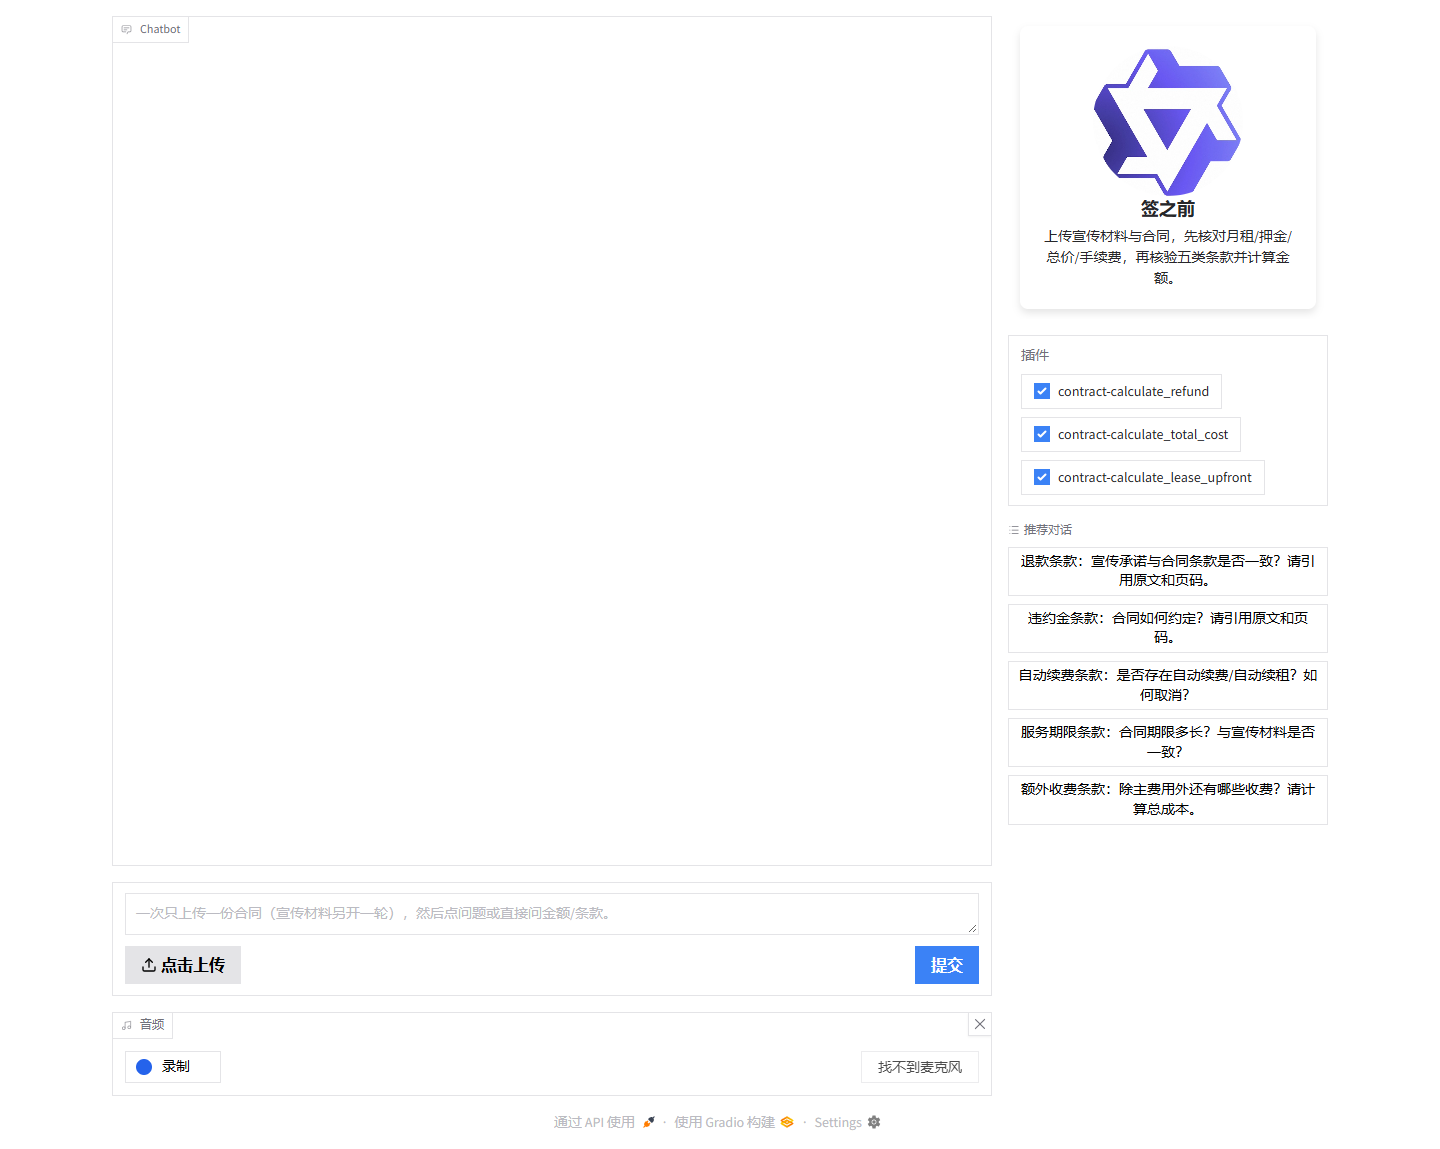 Chatbot
签之前
上传宣传材料与合同，先核对月租/押金/
总价/手续费，再核验五类条款并计算金
额。
插件
contract-calculate_refund
contract-calculate_total_cost
contract-calculate_lease_upfront
推荐对话
退款条款：宣传承诺与合同条款是否一致？请引
用原文和页码。
违约金条款：合同如何约定？请引用原文和页
码。
自动续费条款：是否存在自动续费/自动续租？如
何取消？
服务期限条款：合同期限多长？与宣传材料是否
一致？
额外收费条款：除主费用外还有哪些收费？请计
算总成本。
一次只上传一份合同（宣传材料另开一轮），然后点问题或直接问金额/条款。
点击上传
提交
音频
录制
找不到麦克风
通过 API 使用 · 使用 Gradio 构建 · Settings